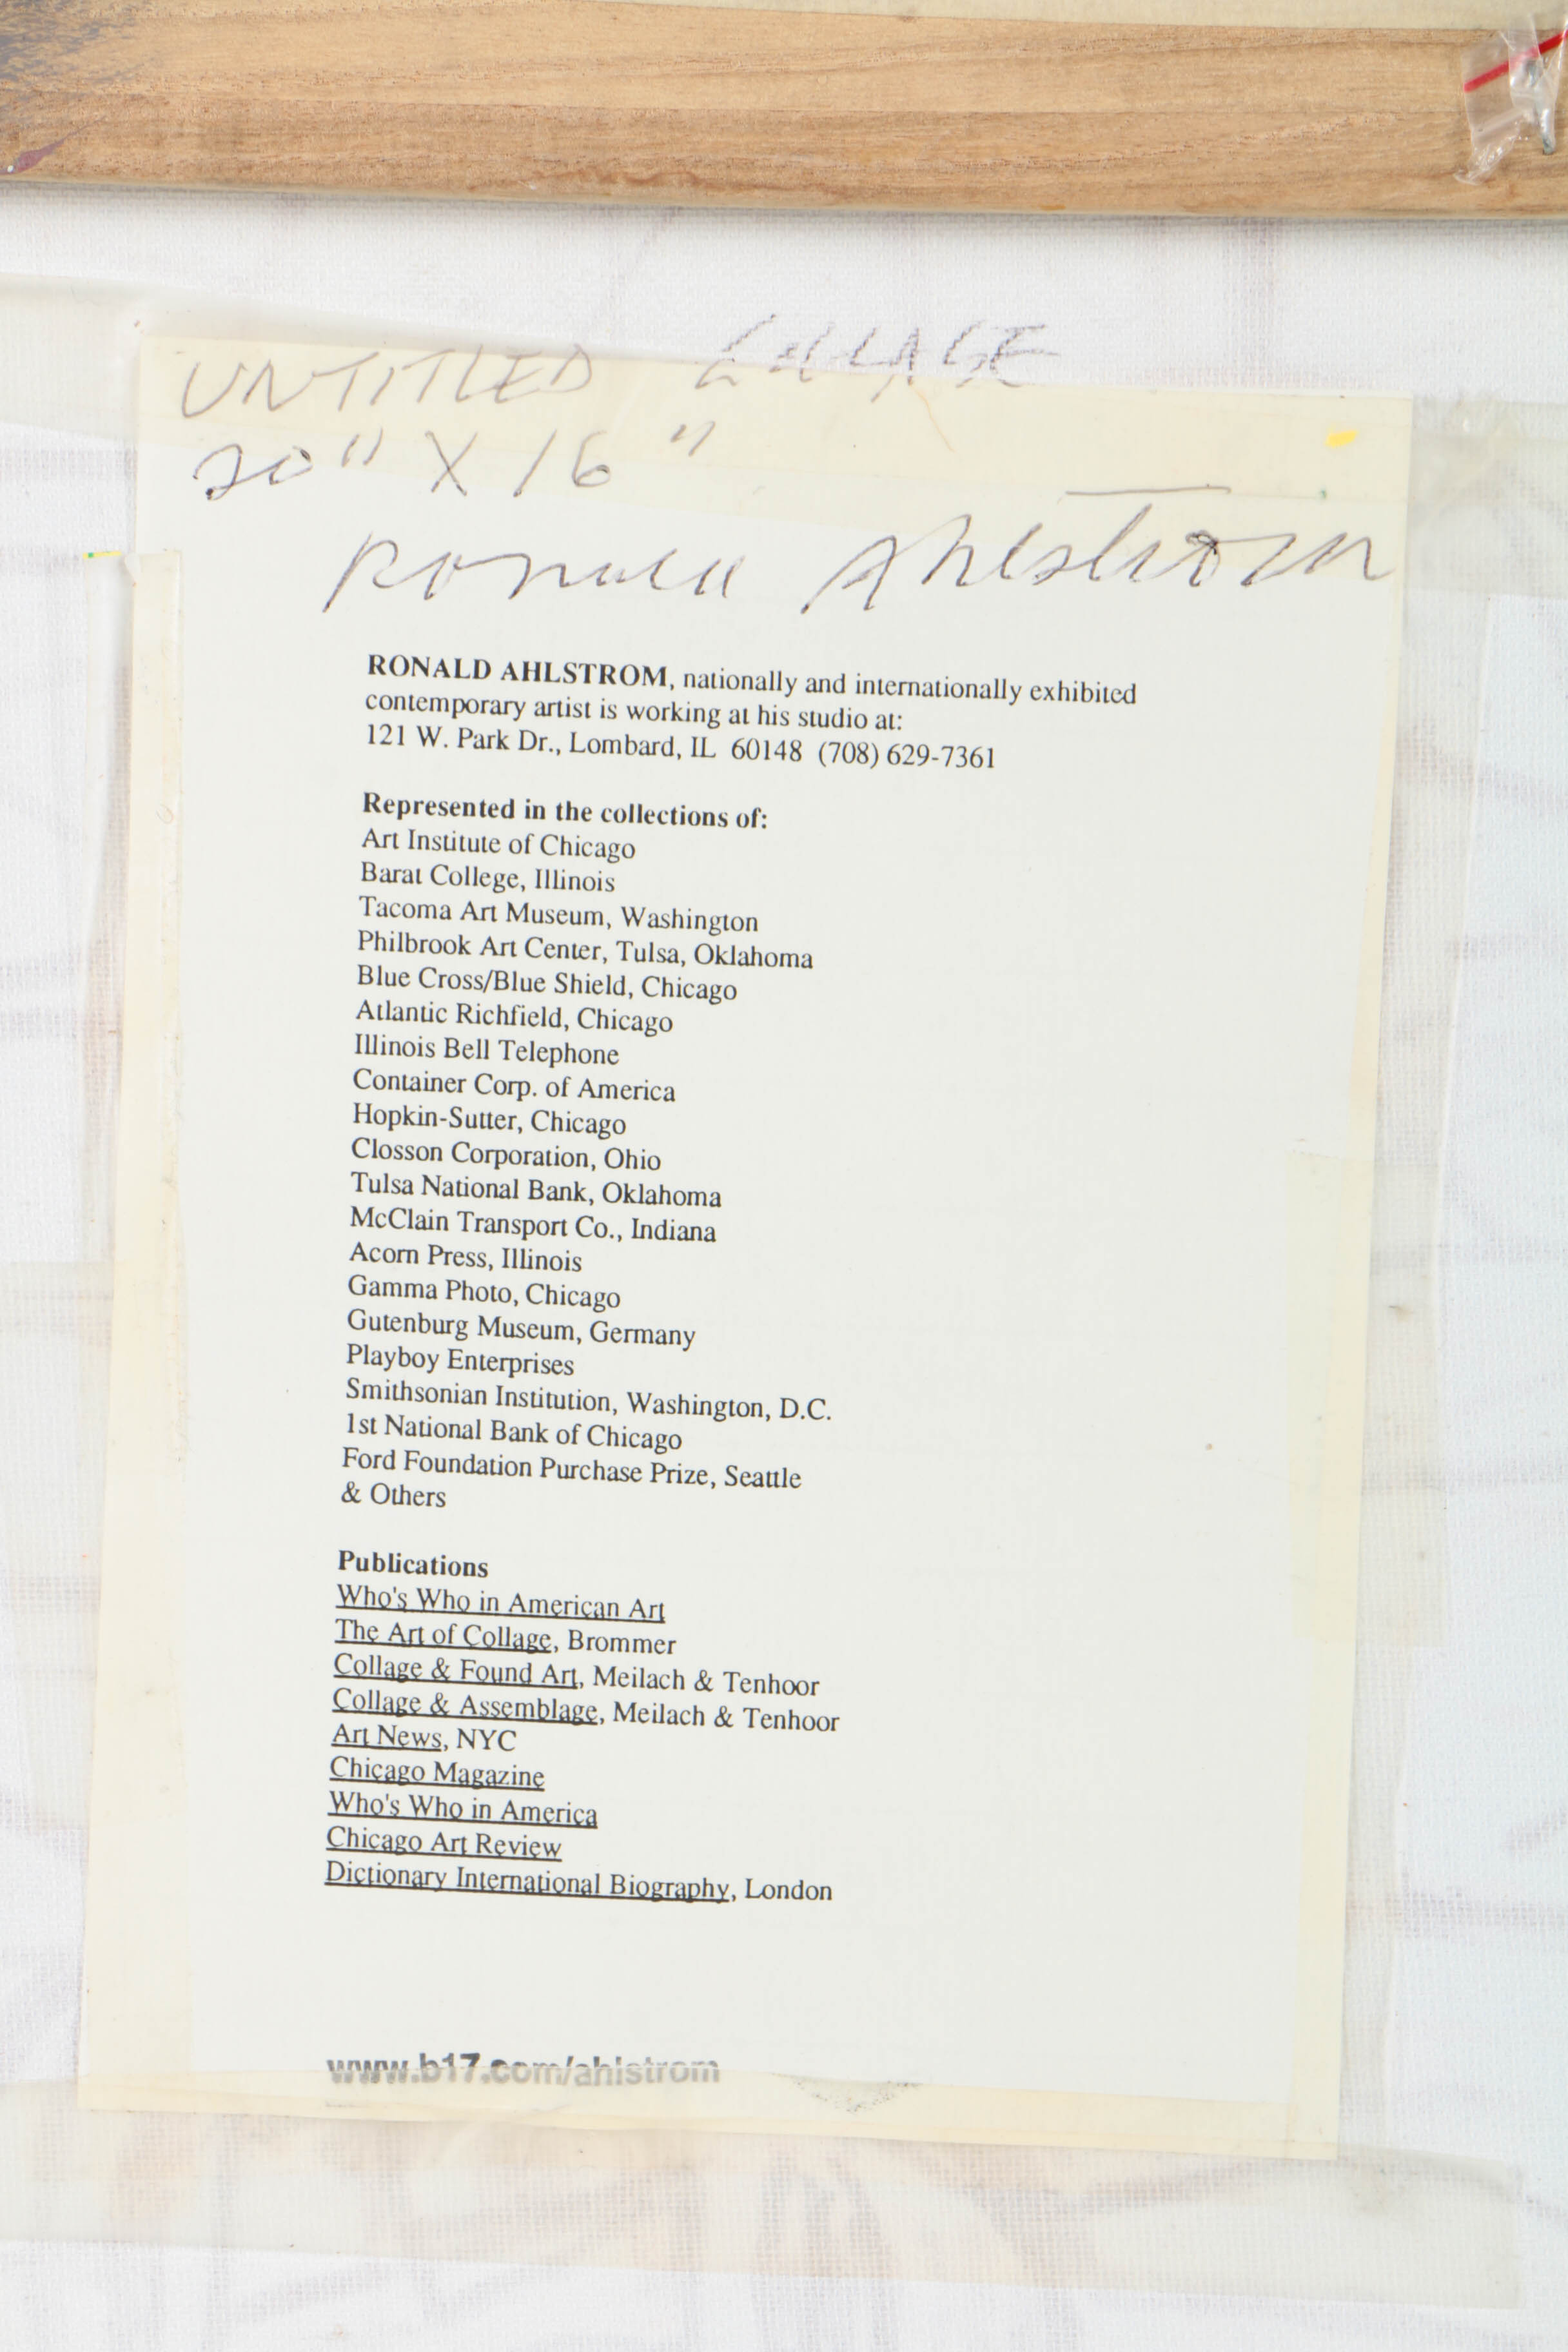 UNTITLED COLLAGE
20" X 16"
Ronald Ahlstrom
RONALD AHLSTROM, nationally and internationally exhibited
contemporary artist is working at his studio at:
121 W. Park Dr., Lombard, IL 60148 (708) 629-7361
Represented in the collections of:
Art Institute of Chicago
Barat College, Illinois
Tacoma Art Museum, Washington
Philbrook Art Center, Tulsa, Oklahoma
Blue Cross/Blue Shield, Chicago
Atlantic Richfield, Chicago
Illinois Bell Telephone
Container Corp. of America
Hopkin-Sutter, Chicago
Closson Corporation, Ohio
Tulsa National Bank, Oklahoma
McClain Transport Co., Indiana
Acorn Press, Illinois
Gamma Photo, Chicago
Gutenburg Museum, Germany
Playboy Enterprises
Smithsonian Institution, Washington, D.C.
1st National Bank of Chicago
Ford Foundation Purchase Prize, Seattle
& Others
Publications
Who's Who in American Art
The Art of Collage, Brommer
Collage & Found Art, Meilach & Tenhoor
Collage & Assemblage, Meilach & Tenhoor
Art News, NYC
Chicago Magazine
Who's Who in America
Chicago Art Review
Dictionary International Biography, London
www.b17.com/ahlstrom